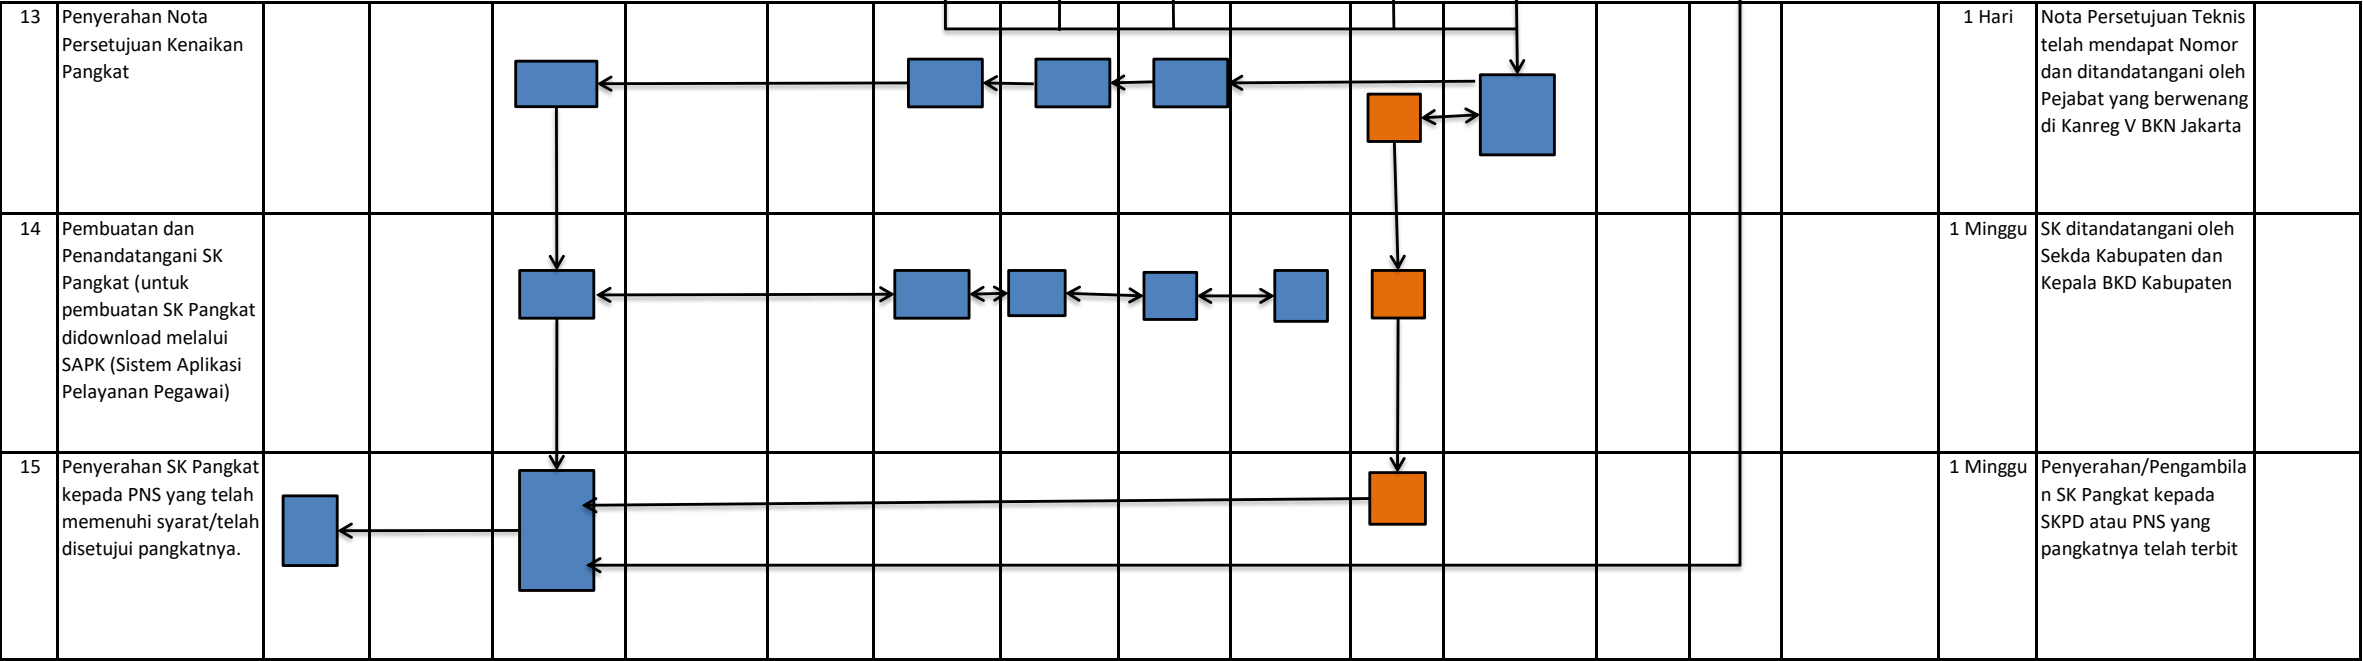 13
Penyerahan Nota
Persetujuan Kenaikan
Pangkat
1 Hari
Nota Persetujuan Teknis
telah mendapat Nomor
dan ditandatangani oleh
Pejabat yang berwenang
di Kanreg V BKN Jakarta
14
Pembuatan dan
Penandatangani SK
Pangkat (untuk
pembuatan SK Pangkat
didownload melalui
SAPK (Sistem Aplikasi
Pelayanan Pegawai)
1 Minggu
SK ditandatangani oleh
Sekda Kabupaten dan
Kepala BKD Kabupaten
15
Penyerahan SK Pangkat
kepada PNS yang telah
memenuhi syarat/telah
disetujui pangkatnya.
1 Minggu
Penyerahan/Pengambila
n SK Pangkat kepada
SKPD atau PNS yang
pangkatnya telah terbit